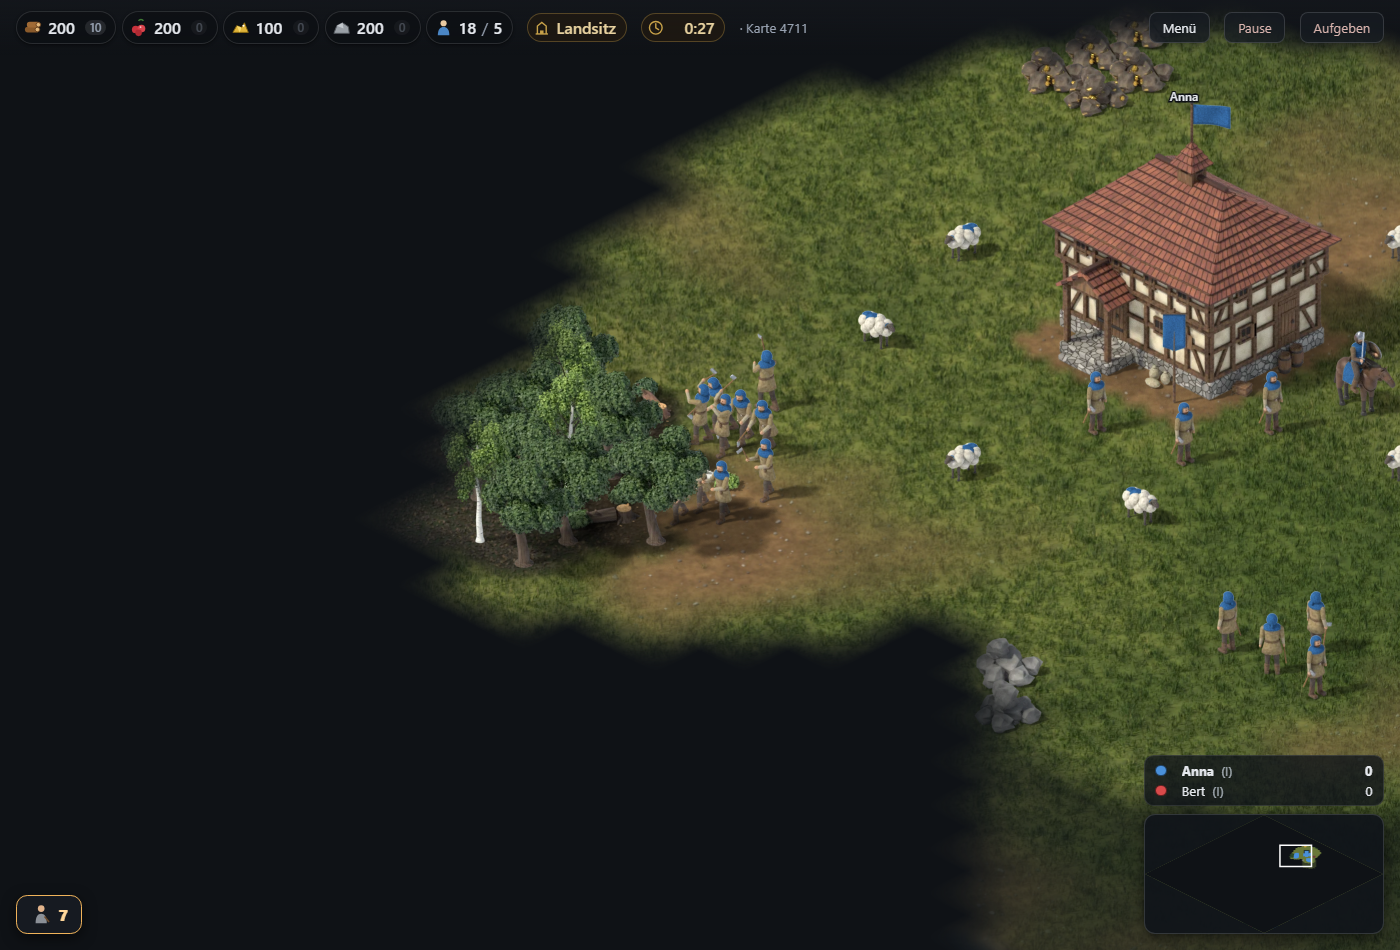 200 10 200 0 100 0 200 0 18 / 5 Landsitz 0:27 · Karte 4711 Menü Pause Aufgeben
Anna
Anna (I) 0
Bert (I) 0
7